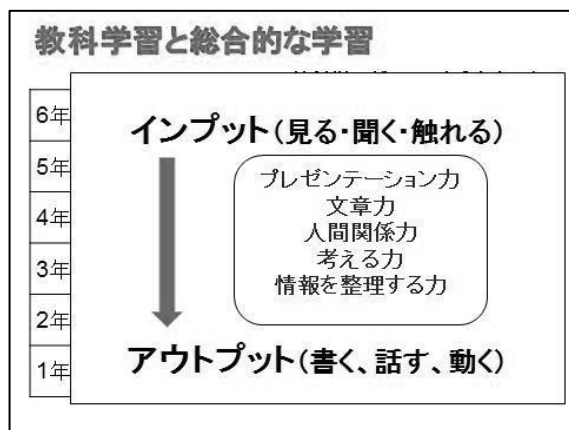 教科学習と総合的な学習
6年
5年
4年
3年
2年
1年
インプット(見る・聞く・触れる)
プレゼンテーション力
文章力
人間関係力
考える力
情報を整理する力
アウトプット(書く、話す、動く)